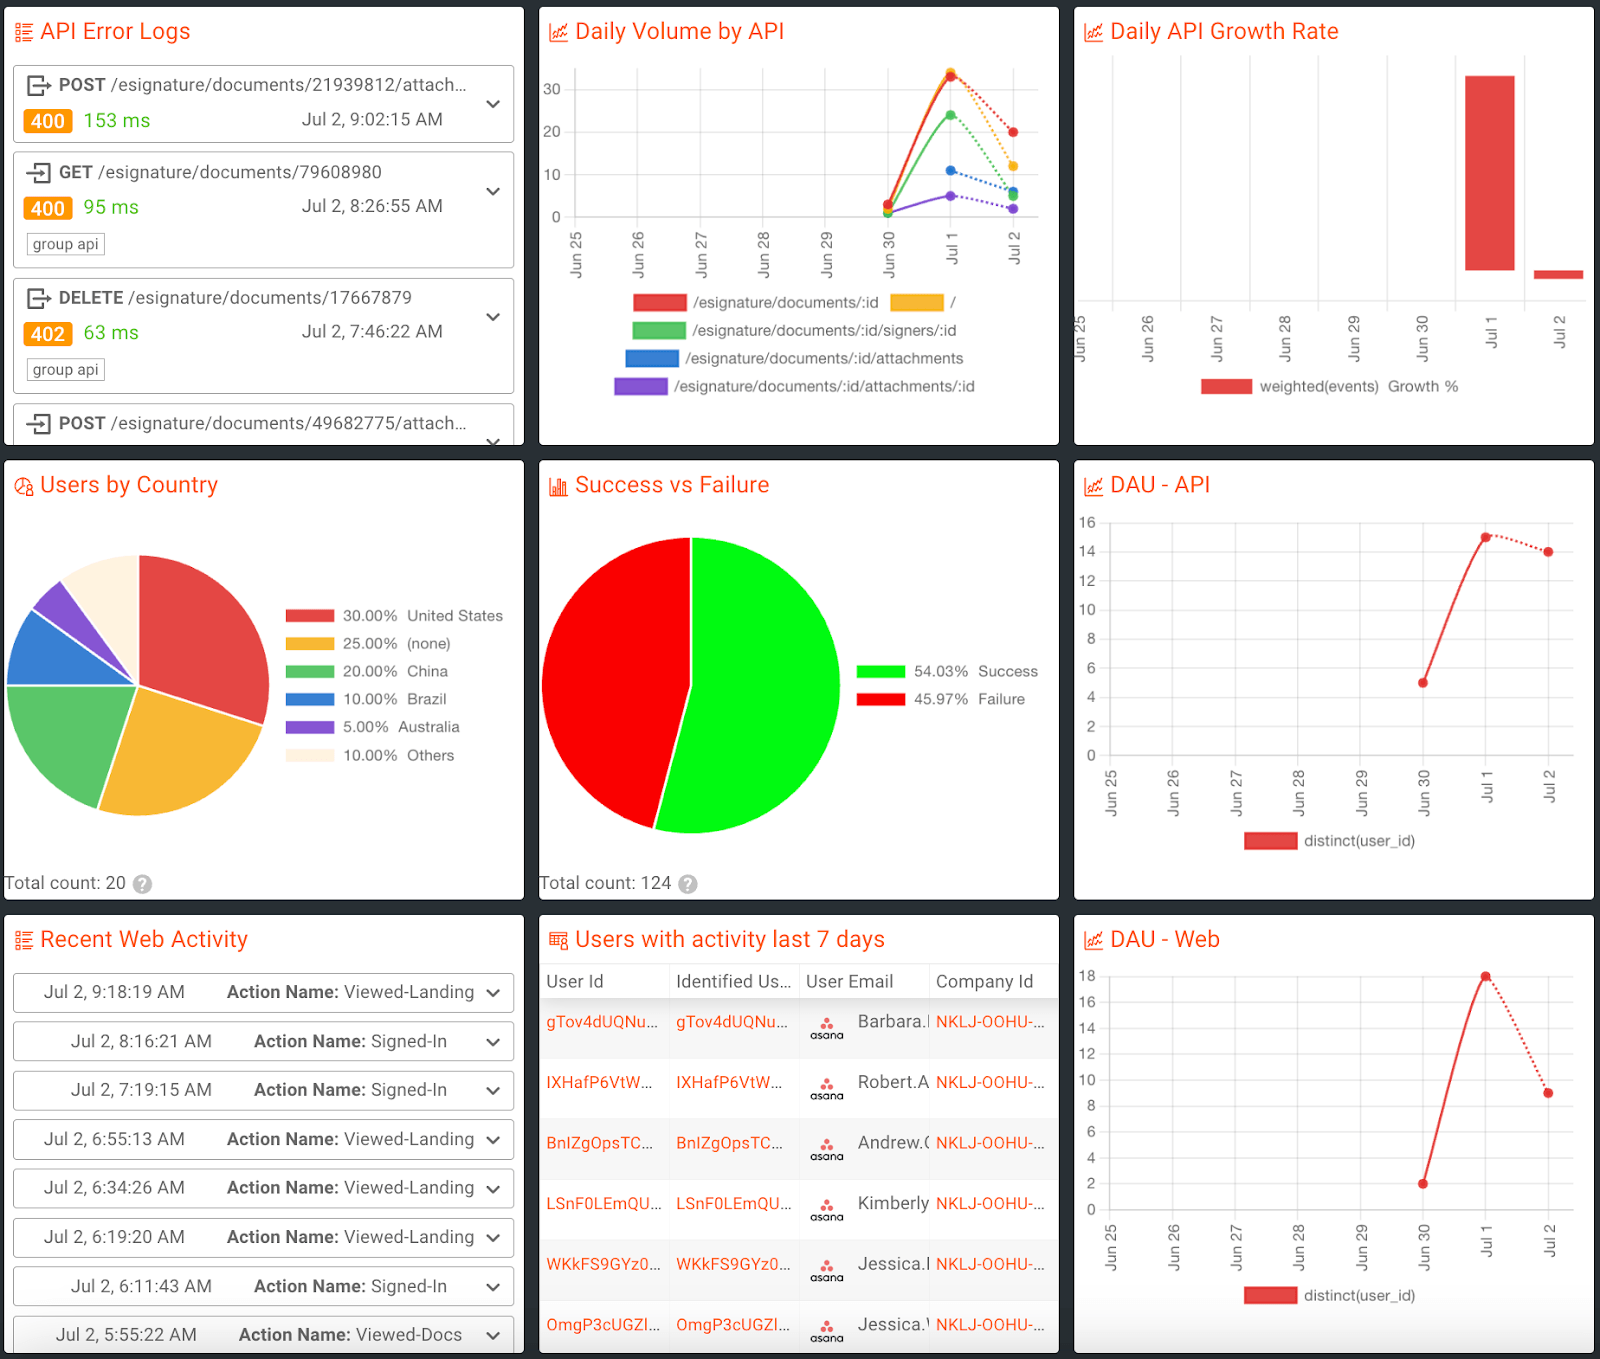 API Error Logs
POST /esignature/documents/21939812/attach...
400 153 ms Jul 2, 9:02:15 AM
GET /esignature/documents/79608980
400 95 ms Jul 2, 8:26:55 AM
group api
DELETE /esignature/documents/17667879
402 63 ms Jul 2, 7:46:22 AM
group api
POST /esignature/documents/49682775/attach...
Daily Volume by API
30
20
10
0
Jun 25 Jun 26 Jun 27 Jun 28 Jun 29 Jun 30 Jul 1 Jul 2
/esignature/documents/:id /
/esignature/documents/:id/signers/:id
/esignature/documents/:id/attachments
/esignature/documents/:id/attachments/:id
Daily API Growth Rate
Jun 25 Jun 26 Jun 27 Jun 28 Jun 29 Jun 30 Jul 1 Jul 2
weighted(events) Growth %
Users by Country
30.00% United States
25.00% (none)
20.00% China
10.00% Brazil
5.00% Australia
10.00% Others
Total count: 20 ?
Success vs Failure
54.03% Success
45.97% Failure
Total count: 124 ?
DAU - API
16
14
12
10
8
6
4
2
0
Jun 25 Jun 26 Jun 27 Jun 28 Jun 29 Jun 30 Jul 1 Jul 2
distinct(user_id)
Recent Web Activity
Jul 2, 9:18:19 AM Action Name: Viewed-Landing
Jul 2, 8:16:21 AM Action Name: Signed-In
Jul 2, 7:19:15 AM Action Name: Signed-In
Jul 2, 6:55:13 AM Action Name: Viewed-Landing
Jul 2, 6:34:26 AM Action Name: Viewed-Landing
Jul 2, 6:19:20 AM Action Name: Viewed-Landing
Jul 2, 6:11:43 AM Action Name: Signed-In
Jul 2, 5:55:22 AM Action Name: Viewed-Docs
Users with activity last 7 days
User Id Identified Us... User Email Company Id
gTov4dUQNu... gTov4dUQNu... asana Barbara. NKLJ-OOHU-...
IXHafP6VtW... IXHafP6VtW... asana Robert.A NKLJ-OOHU-...
BnIZgOpsTC... BnIZgOpsTC... asana Andrew. NKLJ-OOHU-...
LSnF0LEmQU... LSnF0LEmQU... asana Kimberly NKLJ-OOHU-...
WKkFS9GYz0... WKkFS9GYz0... asana Jessica. NKLJ-OOHU-...
OmgP3cUGZI... OmgP3cUGZI... asana Jessica. NKLJ-OOHU-...
DAU - Web
18
16
14
12
10
8
6
4
2
0
Jun 25 Jun 26 Jun 27 Jun 28 Jun 29 Jun 30 Jul 1 Jul 2
distinct(user_id)